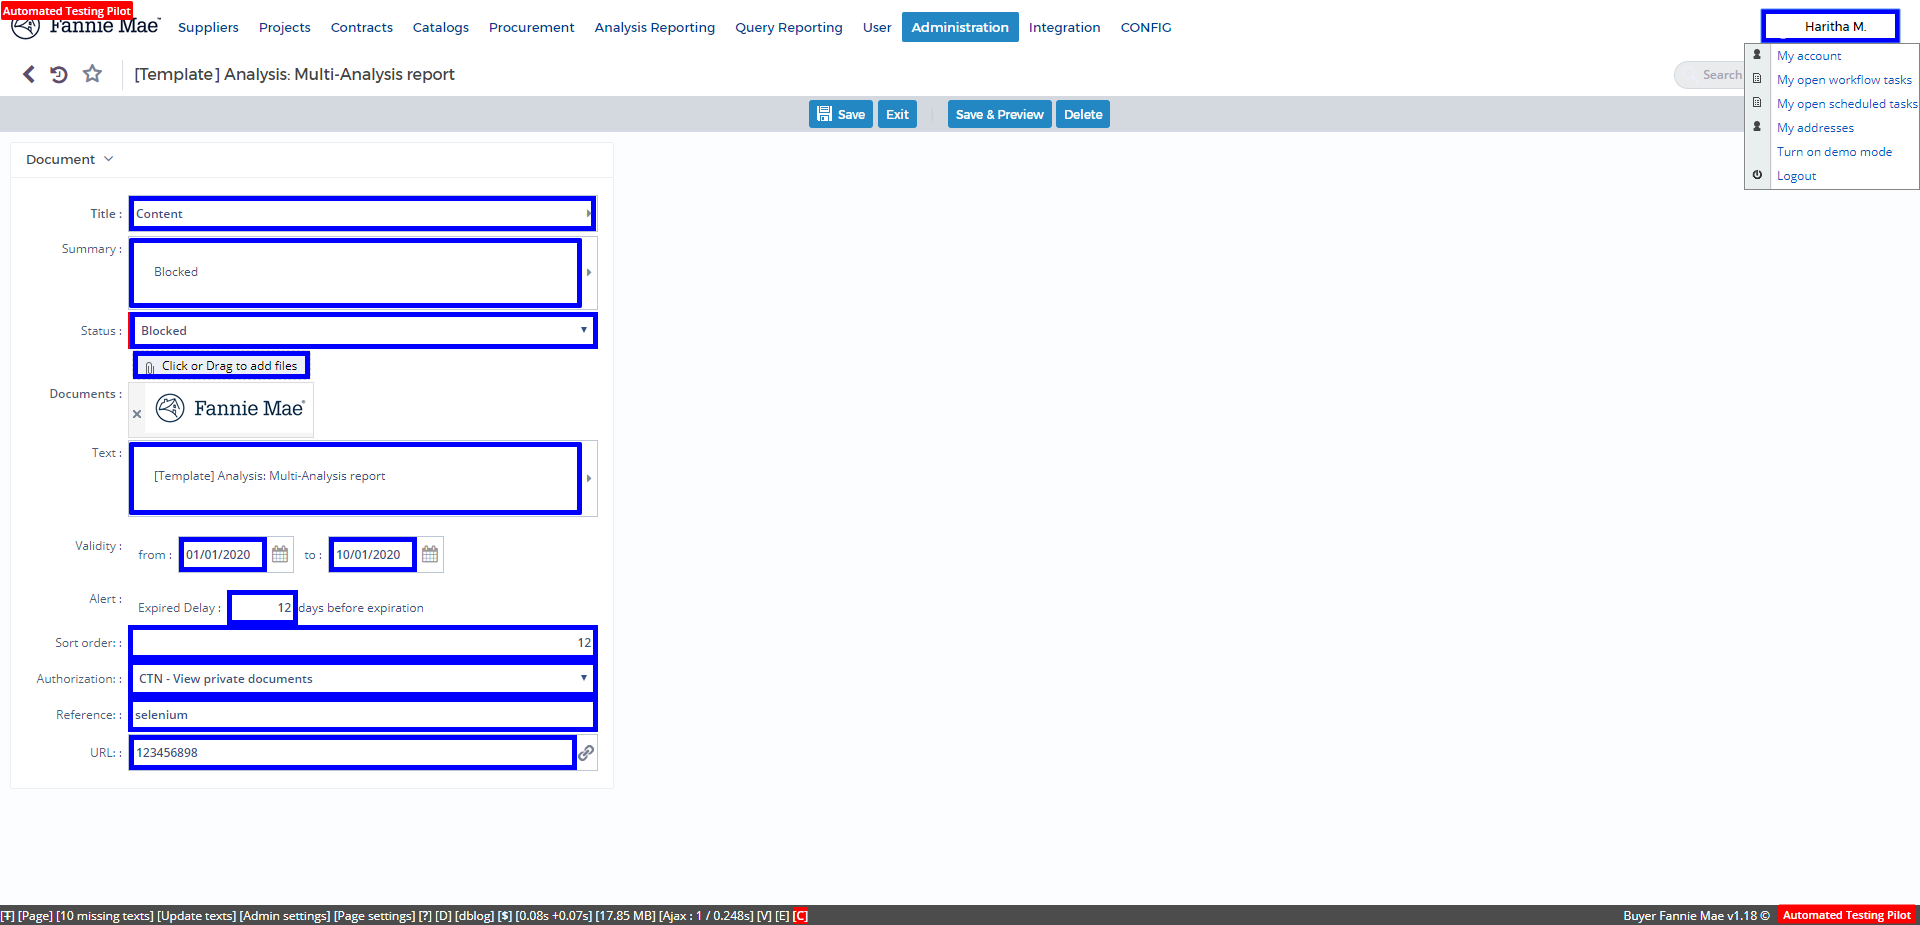 Automated Testing Pilot
Fannie Mae
Suppliers Projects Contracts Catalogs Procurement Analysis Reporting Query Reporting User Administration Integration CONFIG
Haritha M.
My account
My open workflow tasks
My open scheduled tasks
My addresses
Turn on demo mode
Logout
[Template] Analysis: Multi-Analysis report
Search
Save Exit Save & Preview Delete
Document
Title : Content
Summary : Blocked
Status : Blocked
Click or Drag to add files
Documents : Fannie Mae
Text : [Template] Analysis: Multi-Analysis report
Validity : from : 01/01/2020 to : 10/01/2020
Alert : Expired Delay : 12 days before expiration
Sort order: : 12
Authorization: : CTN - View private documents
Reference: : selenium
URL: : 123456898
[T] [Page] [10 missing texts] [Update texts] [Admin settings] [Page settings] [?] [D] [dblog] [$] [0.08s +0.07s] [17.85 MB] [Ajax : 1 / 0.248s] [V] [E] [C]
Buyer Fannie Mae v1.18 © Automated Testing Pilot